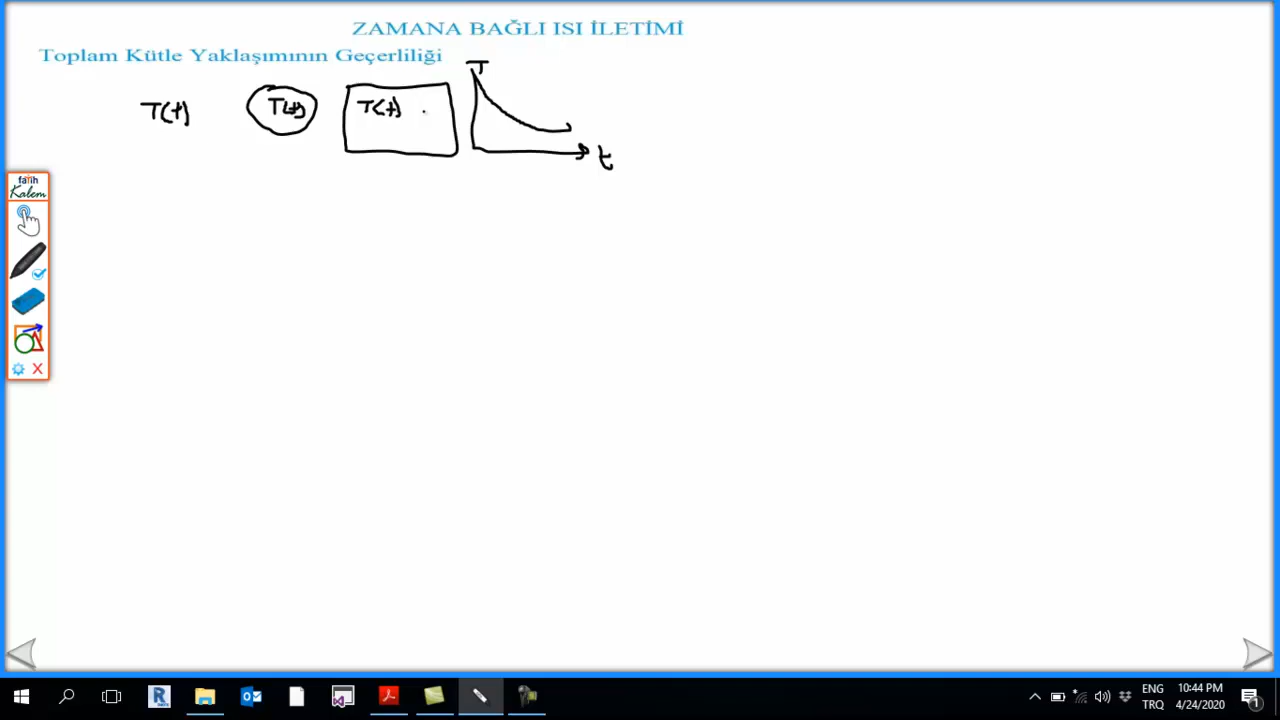 ZAMANA BAĞLI ISI İLETİMİ
Toplam Kütle Yaklaşımının Geçerliliği
T
T(t) T(t) T(t)
t
fatih
Kalem
ENG 10:44 PM
TRQ 4/24/2020